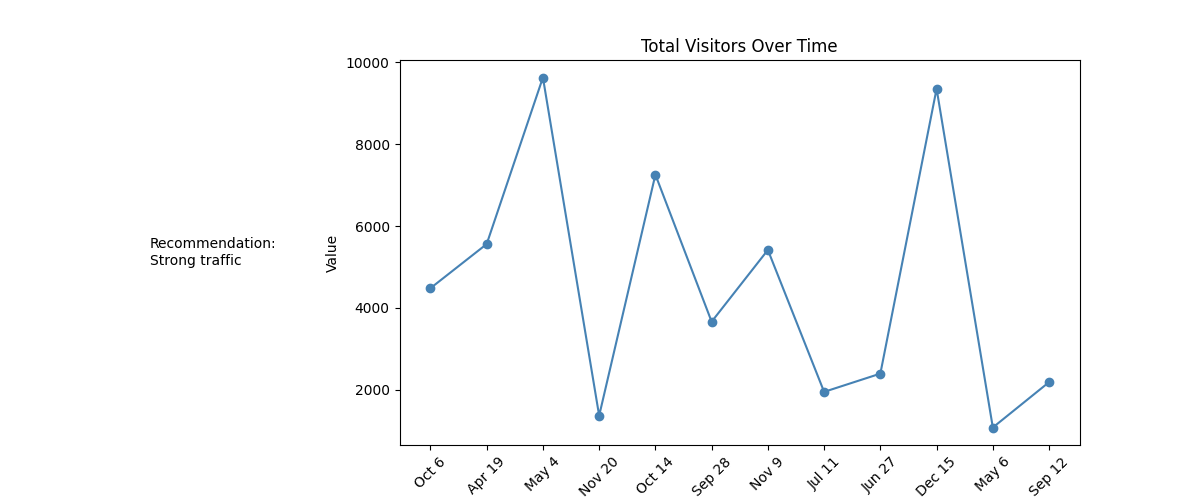 Total Visitors Over Time
10000
8000
6000
4000
2000
Value
Recommendation:
Strong traffic
Oct 6
Apr 19
May 4
Nov 20
Oct 14
Sep 28
Nov 9
Jul 11
Jun 27
Dec 15
May 6
Sep 12